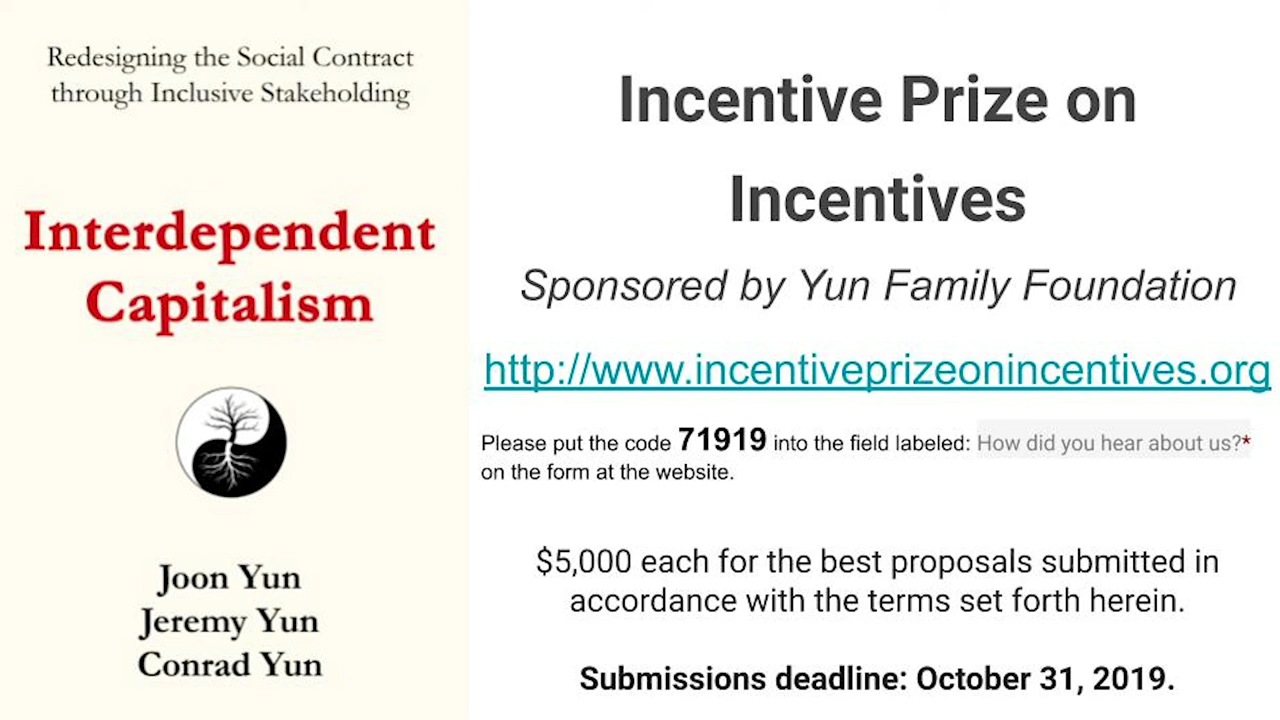 Redesigning the Social Contract
through Inclusive Stakeholding
Interdependent
Capitalism
Joon Yun
Jeremy Yun
Conrad Yun
Incentive Prize on
Incentives
Sponsored by Yun Family Foundation
http://www.incentiveprizeonincentives.org
Please put the code 71919 into the field labeled: How did you hear about us?*
on the form at the website.
$5,000 each for the best proposals submitted in
accordance with the terms set forth herein.
Submissions deadline: October 31, 2019.